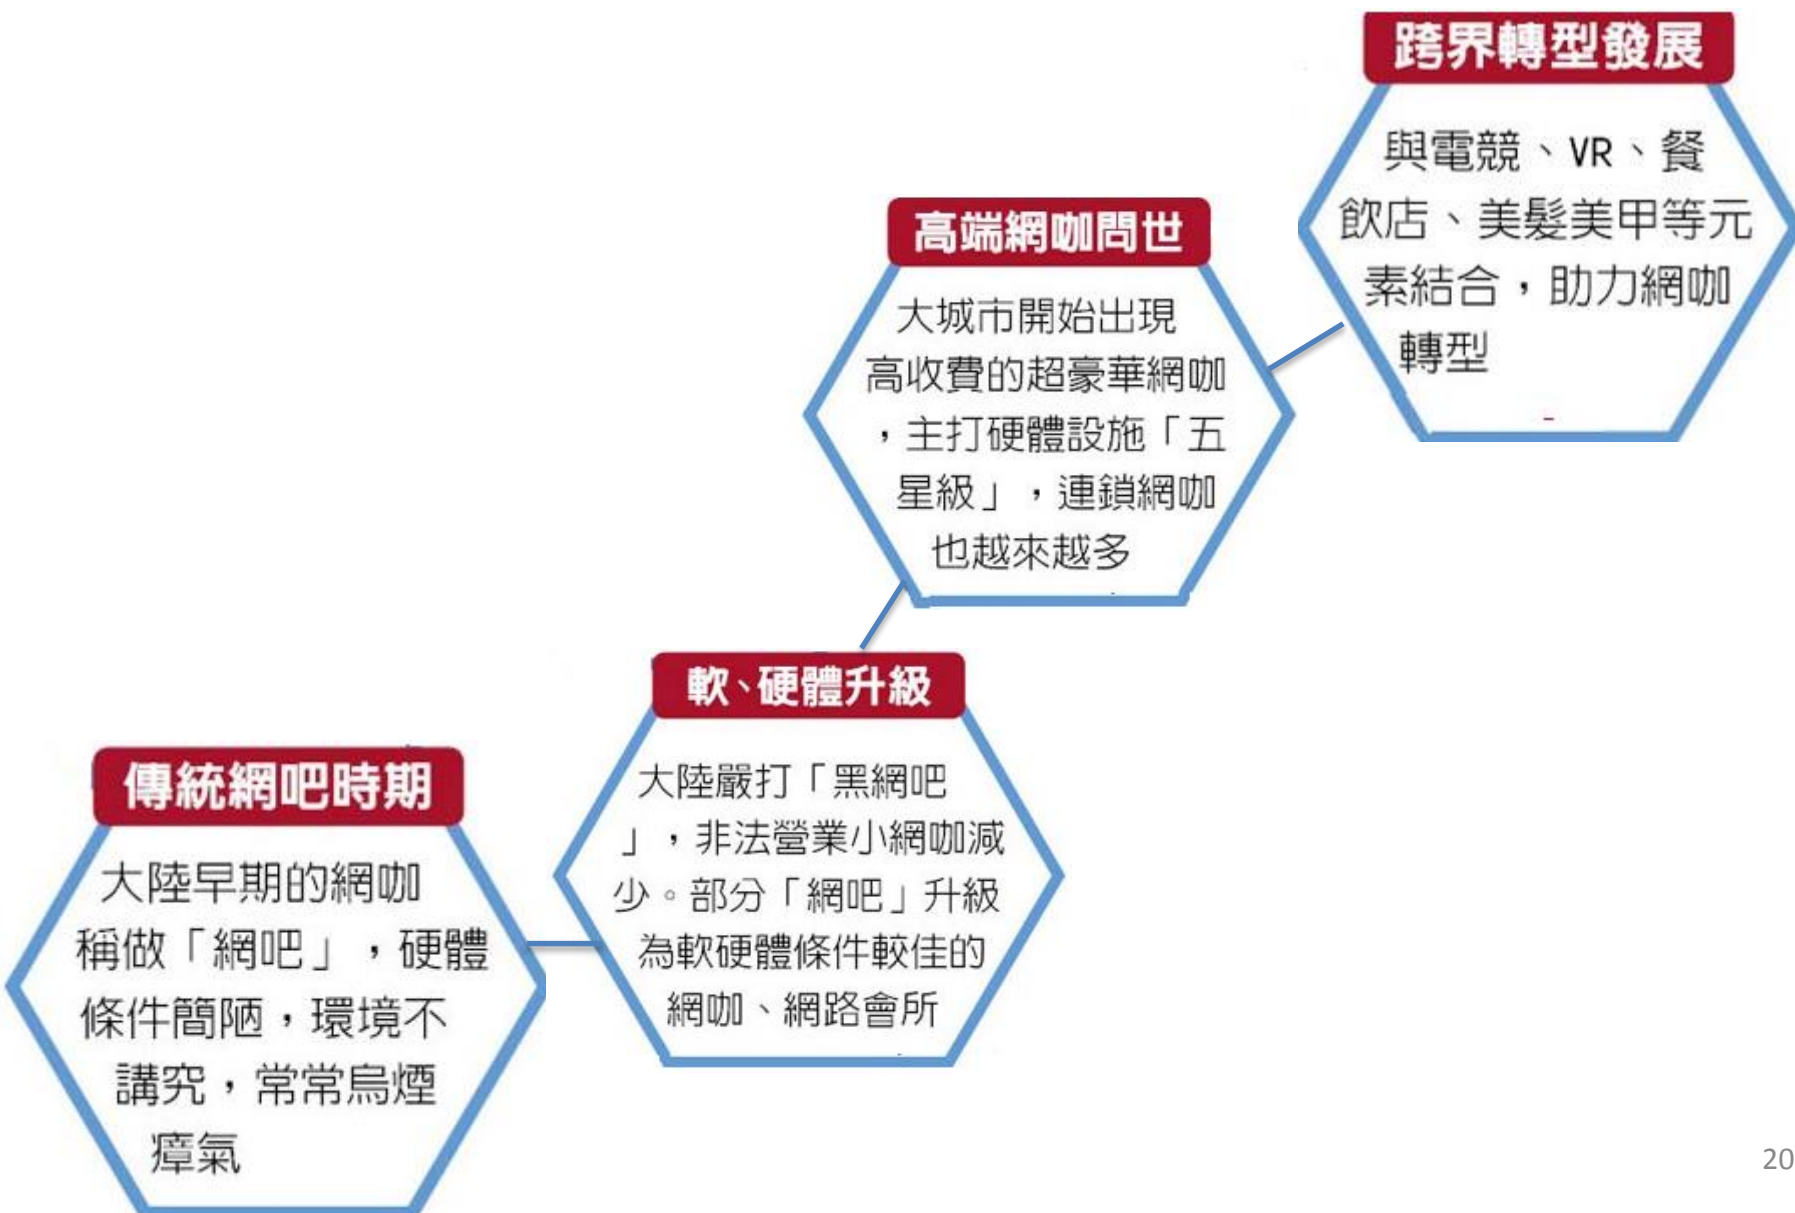 跨界轉型發展
與電競、VR、餐
飲店、美髮美甲等元
素結合，助力網咖
轉型
高端網咖問世
大城市開始出現
高收費的超豪華網咖
，主打硬體設施「五
星級」，連鎖網咖
也越來越多
軟、硬體升級
大陸嚴打「黑網吧
」，非法營業小網咖減
少。部分「網吧」升級
為軟硬體條件較佳的
網咖、網路會所
傳統網吧時期
大陸早期的網咖
稱做「網吧」，硬體
條件簡陋，環境不
講究，常常烏煙
瘴氣
20